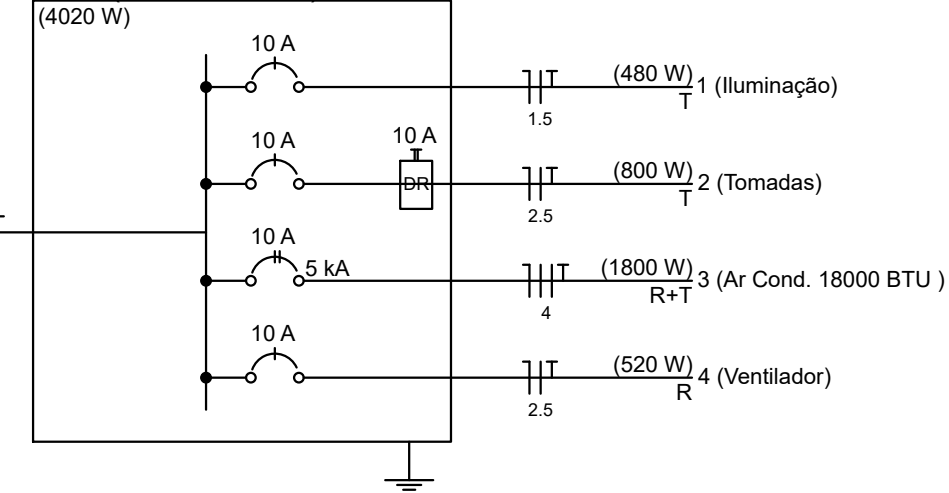 (4020 W)
10 A
(480 W) 1 (Iluminação)
T
1.5
10 A
10 A
DR
(800 W) 2 (Tomadas)
T
2.5
10 A
5 kA
(1800 W) 3 (Ar Cond. 18000 BTU )
R+T
4
10 A
(520 W) 4 (Ventilador)
R
2.5